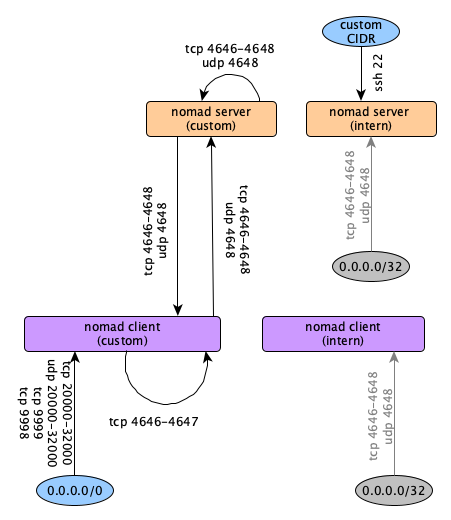 custom
CIDR
tcp 4646-4648
udp 4648
ssh 22
nomad server
(custom)
nomad server
(intern)
tcp 4646-4648
udp 4648
tcp 4646-4648
udp 4648
tcp 4646-4648
udp 4648
0.0.0.0/32
nomad client
(custom)
nomad client
(intern)
tcp 20000-32000
udp 20000-32000
tcp 9999
tcp 9998
tcp 4646-4647
tcp 4646-4648
udp 4648
0.0.0.0/0
0.0.0.0/32